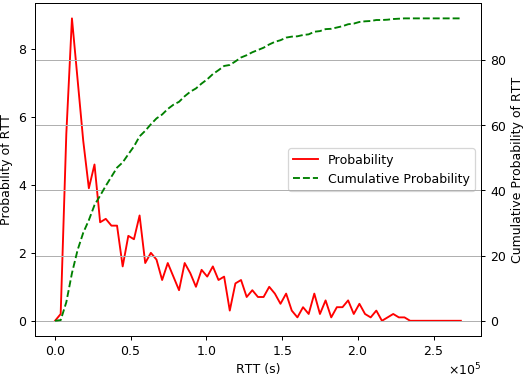 Probability of RTT
8
6
4
2
0
80
60
40
20
0
Cumulative Probability of RTT
Probability
Cumulative Probability
0.0 0.5 1.0 1.5 2.0 2.5
×10⁵
RTT (s)